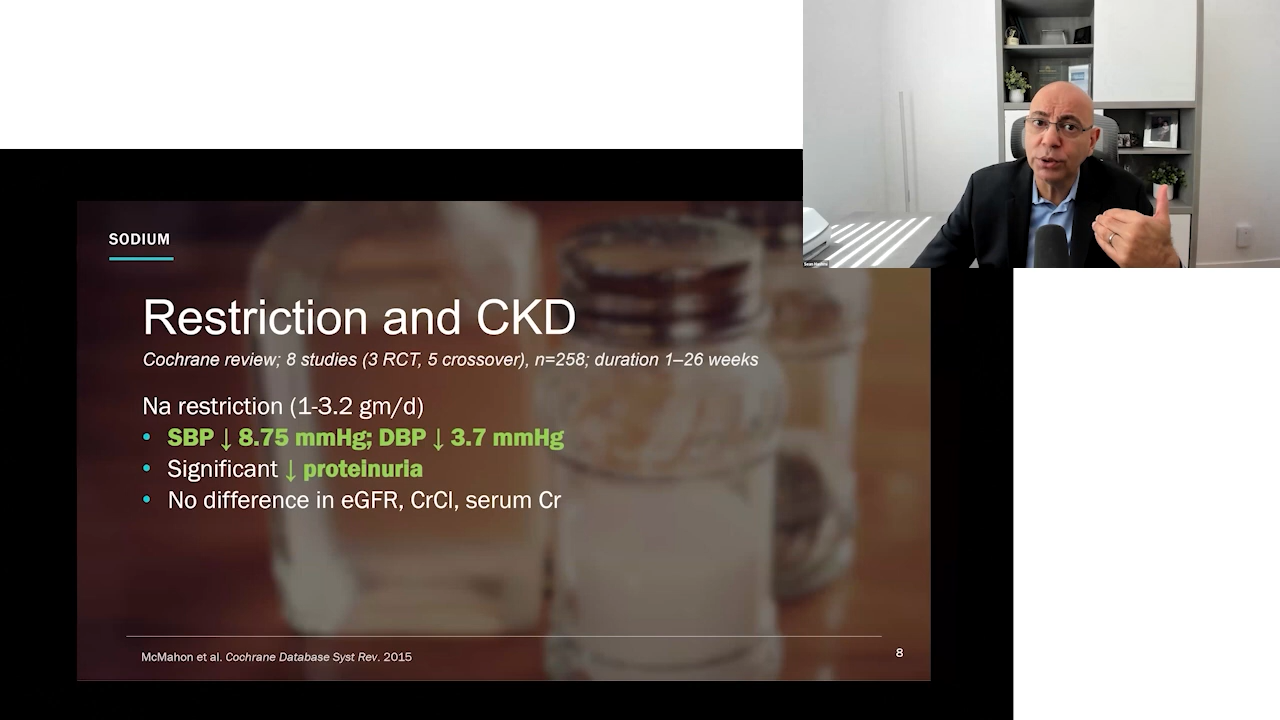 SODIUM
Restriction and CKD
Cochrane review; 8 studies (3 RCT, 5 crossover), n=258; duration 1–26 weeks
Na restriction (1-3.2 gm/d)
• SBP ↓ 8.75 mmHg; DBP ↓ 3.7 mmHg
• Significant ↓ proteinuria
• No difference in eGFR, CrCl, serum Cr
McMahon et al. Cochrane Database Syst Rev. 2015
8